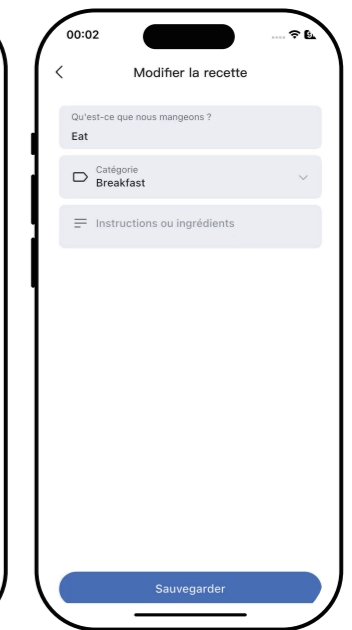 00:02
Modifier la recette
Qu'est-ce que nous mangeons ?
Eat
Catégorie
Breakfast
Instructions ou ingrédients
Sauvegarder